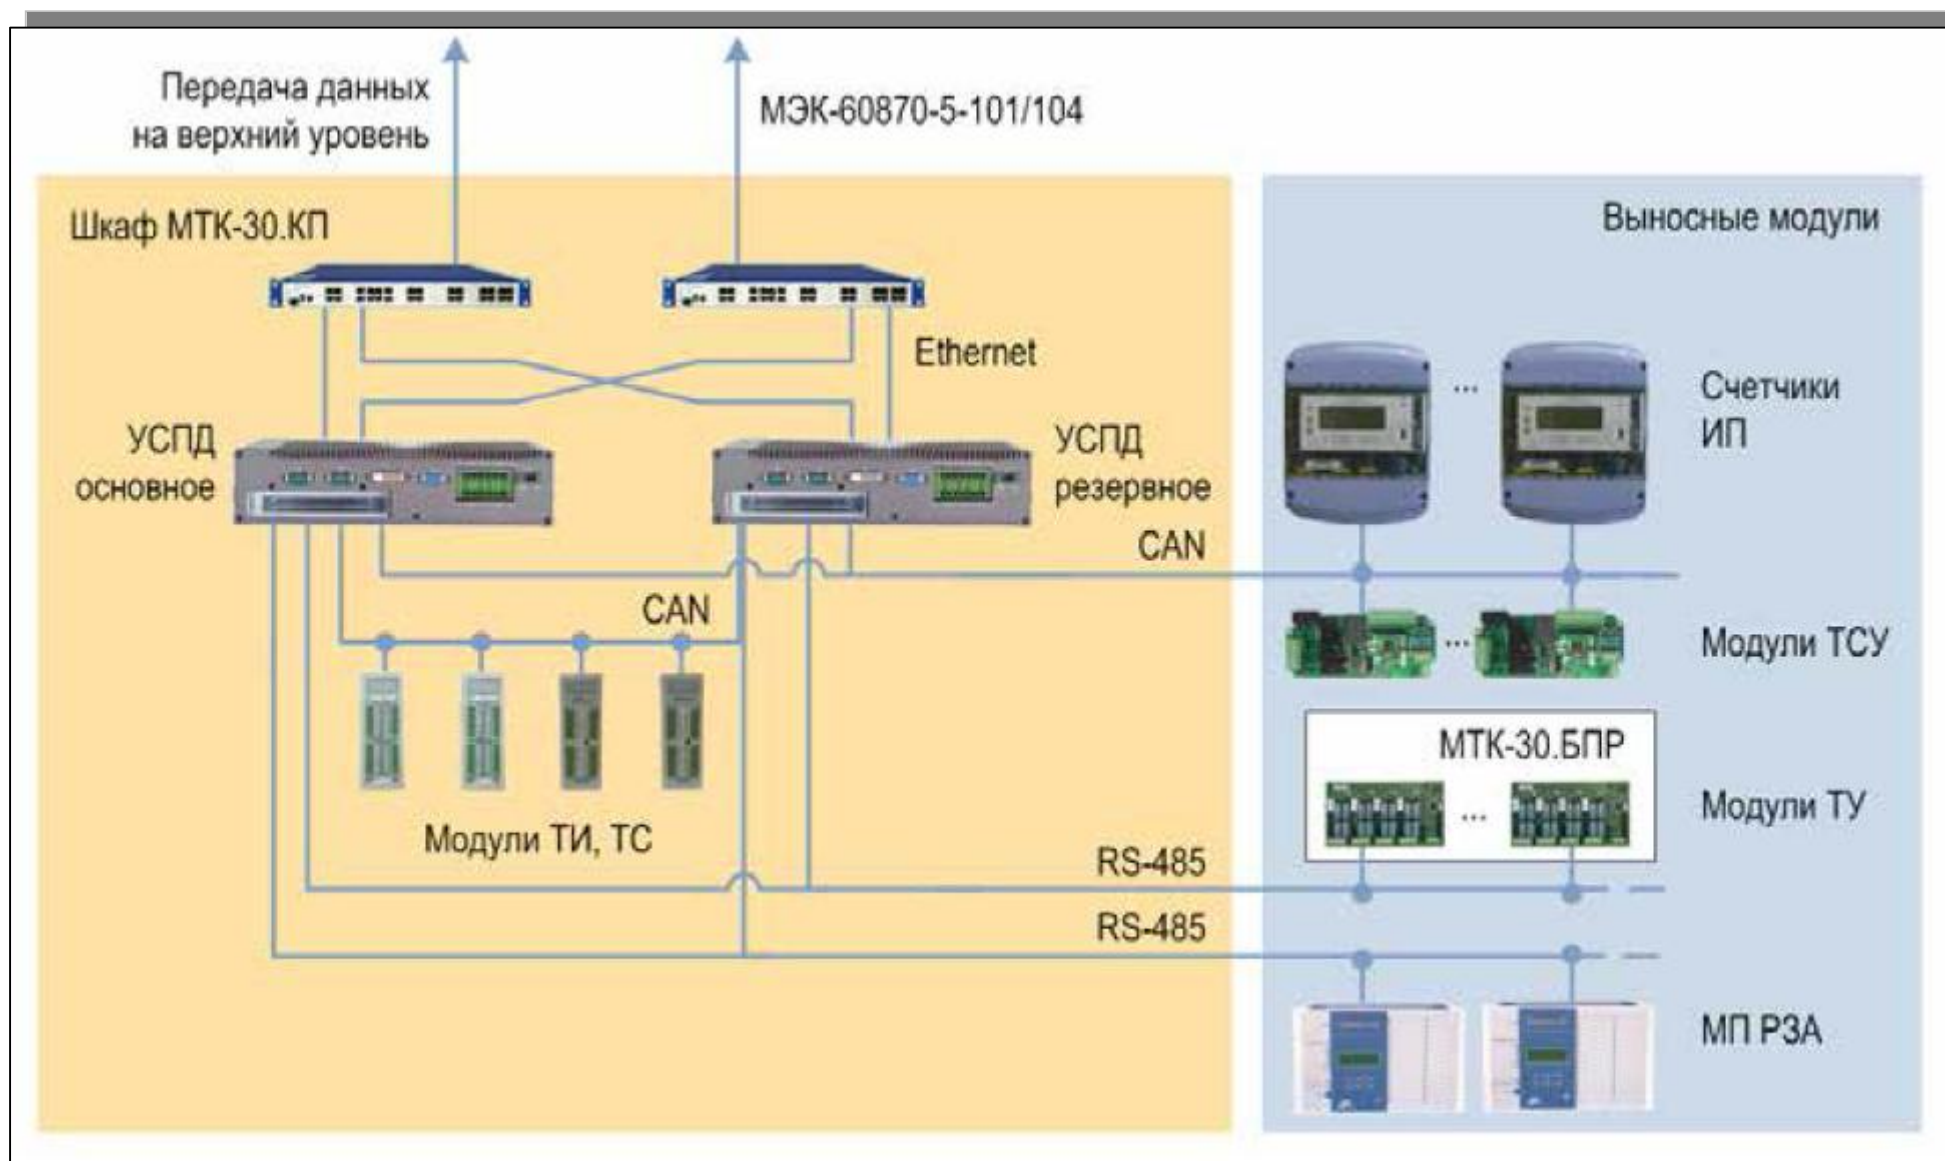 Передача данных
на верхний уровень
МЭК-60870-5-101/104
Шкаф МТК-30.КП
Выносные модули
Ethernet
Счетчики
ИП
УСПД
основное
УСПД
резервное
CAN
CAN
...
...
Модули ТСУ
МТК-30.БПР
...
Модули ТУ
Модули ТИ, ТС
RS-485
RS-485
МП РЗА